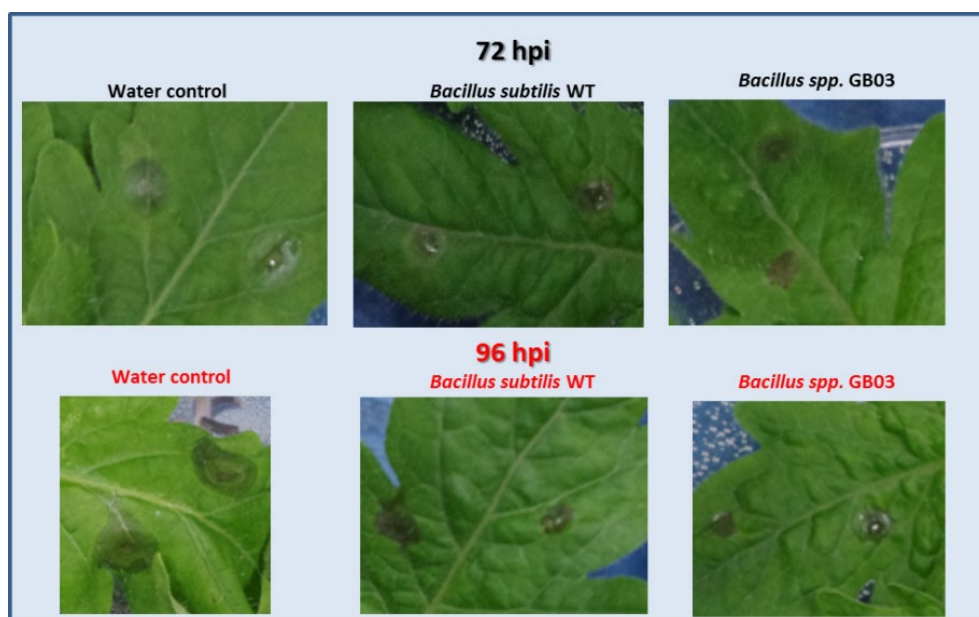 72 hpi
Water control
Bacillus subtilis WT
Bacillus spp. GB03
96 hpi
Water control
Bacillus subtilis WT
Bacillus spp. GB03